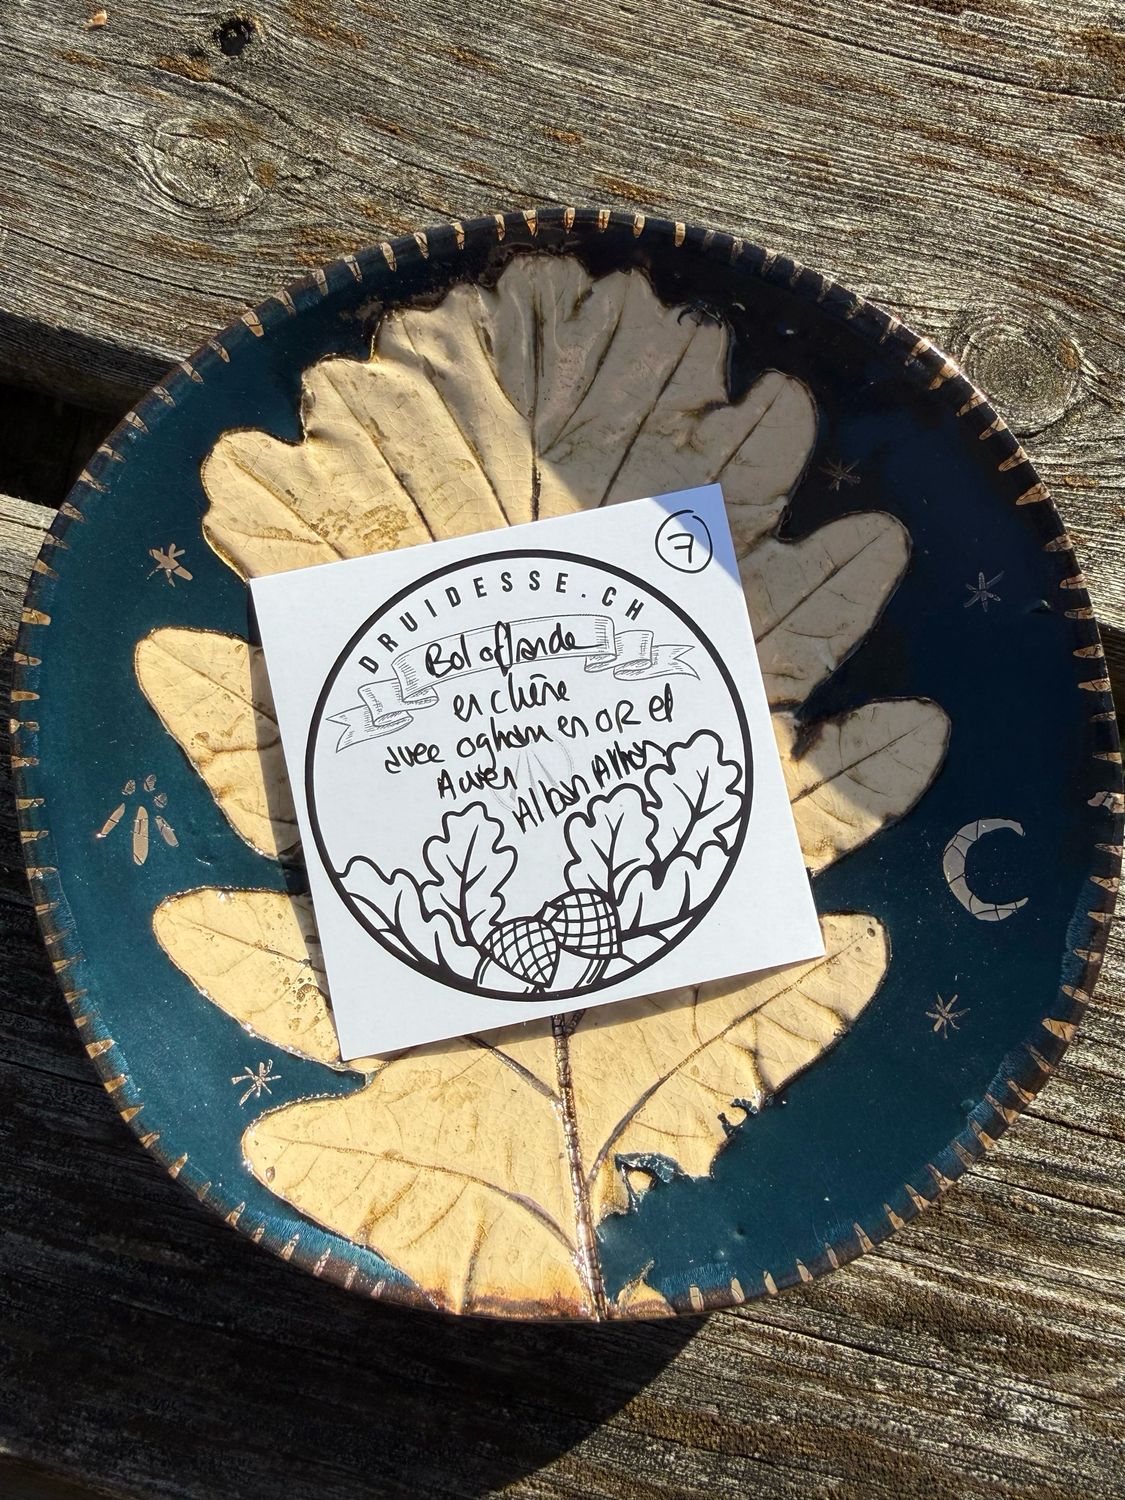 7
DRUIDESSE.CH
Bol offrande
en chêne
avec ogham en OR et
Awen
Alban Arthan